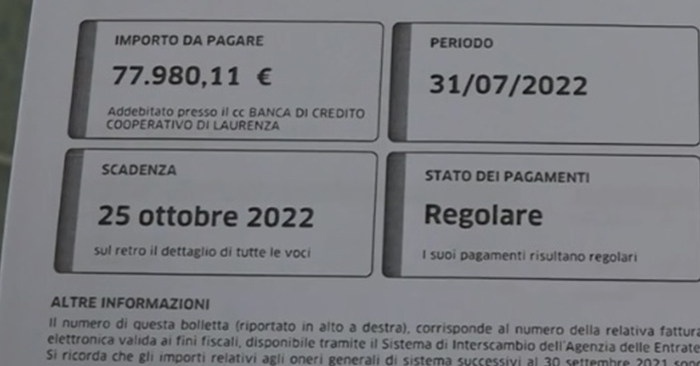 IMPORTO DA PAGARE
77.980,11 €
Addebitato presso il cc BANCA DI CREDITO
COOPERATIVO DI LAURENZA
PERIODO
31/07/2022
SCADENZA
25 ottobre 2022
sul retro il dettaglio di tutte le voci
STATO DEI PAGAMENTI
Regolare
I suoi pagamenti risultano regolari
ALTRE INFORMAZIONI
Il numero di questa bolletta (riportato in alto a destra), corrisponde al numero della relativa fattura
elettronica valida ai fini fiscali, disponibile tramite il Sistema di Interscambio dell'Agenzia delle Entrate
Si ricorda che gli importi relativi agli oneri generali di sistema successivi al 30 settembre 2021 sono